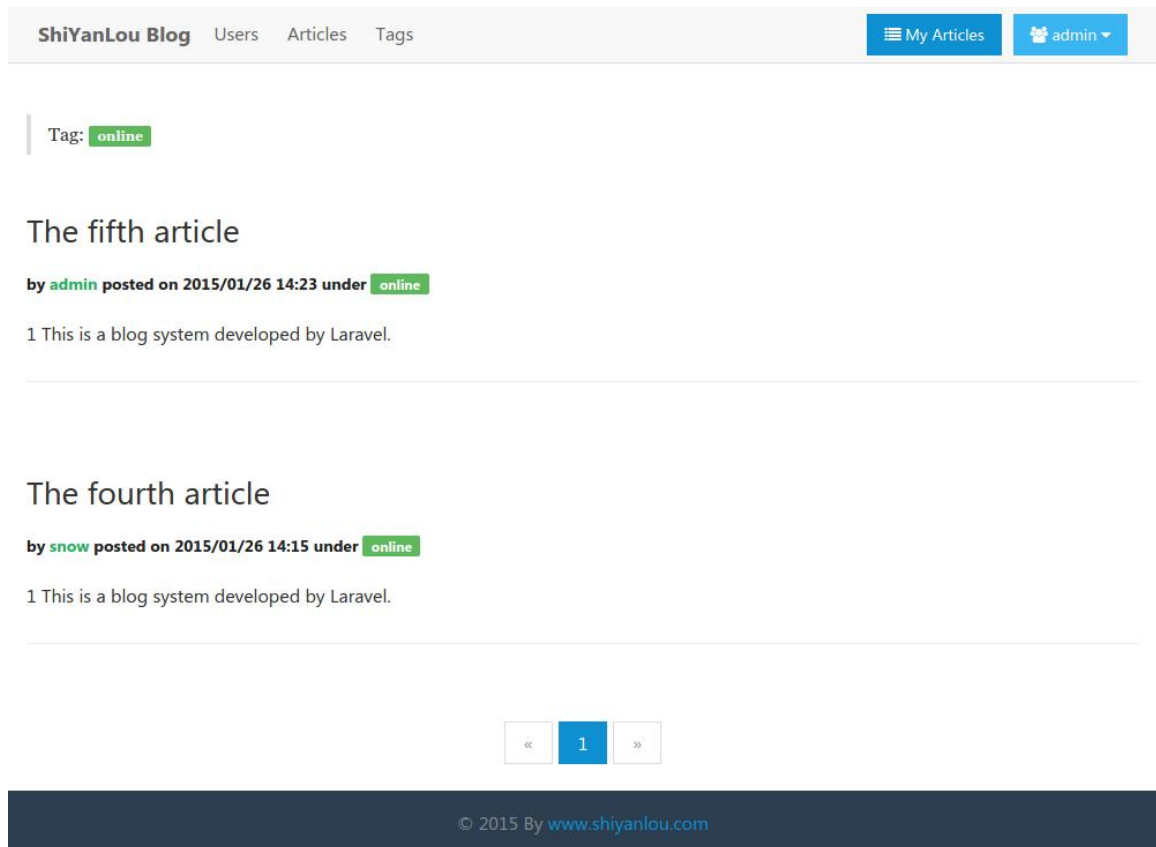 ShiYanLou Blog Users Articles Tags My Articles admin
Tag: online
The fifth article
by admin posted on 2015/01/26 14:23 under online
1 This is a blog system developed by Laravel.
The fourth article
by snow posted on 2015/01/26 14:15 under online
1 This is a blog system developed by Laravel.
« 1 »
© 2015 By www.shiyanlou.com